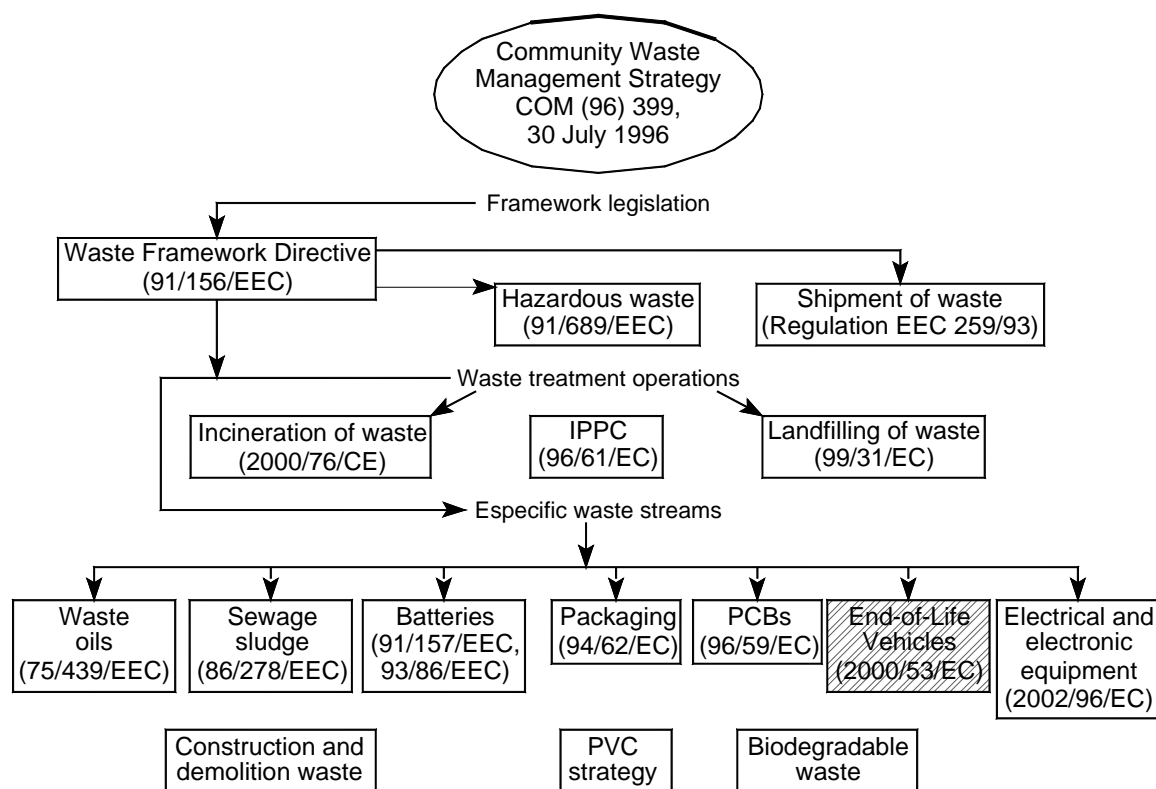 Community Waste
Management Strategy
COM (96) 399,
30 July 1996
Framework legislation
Waste Framework Directive
(91/156/EEC)
Hazardous waste
(91/689/EEC)
Shipment of waste
(Regulation EEC 259/93)
Waste treatment operations
Incineration of waste
(2000/76/CE)
IPPC
(96/61/EC)
Landfilling of waste
(99/31/EC)
Especific waste streams
Waste
oils
(75/439/EEC)
Sewage
sludge
(86/278/EEC)
Batteries
(91/157/EEC,
93/86/EEC)
Packaging
(94/62/EC)
PCBs
(96/59/EC)
End-of-Life
Vehicles
(2000/53/EC)
Electrical and
electronic
equipment
(2002/96/EC)
Construction and
demolition waste
PVC
strategy
Biodegradable
waste